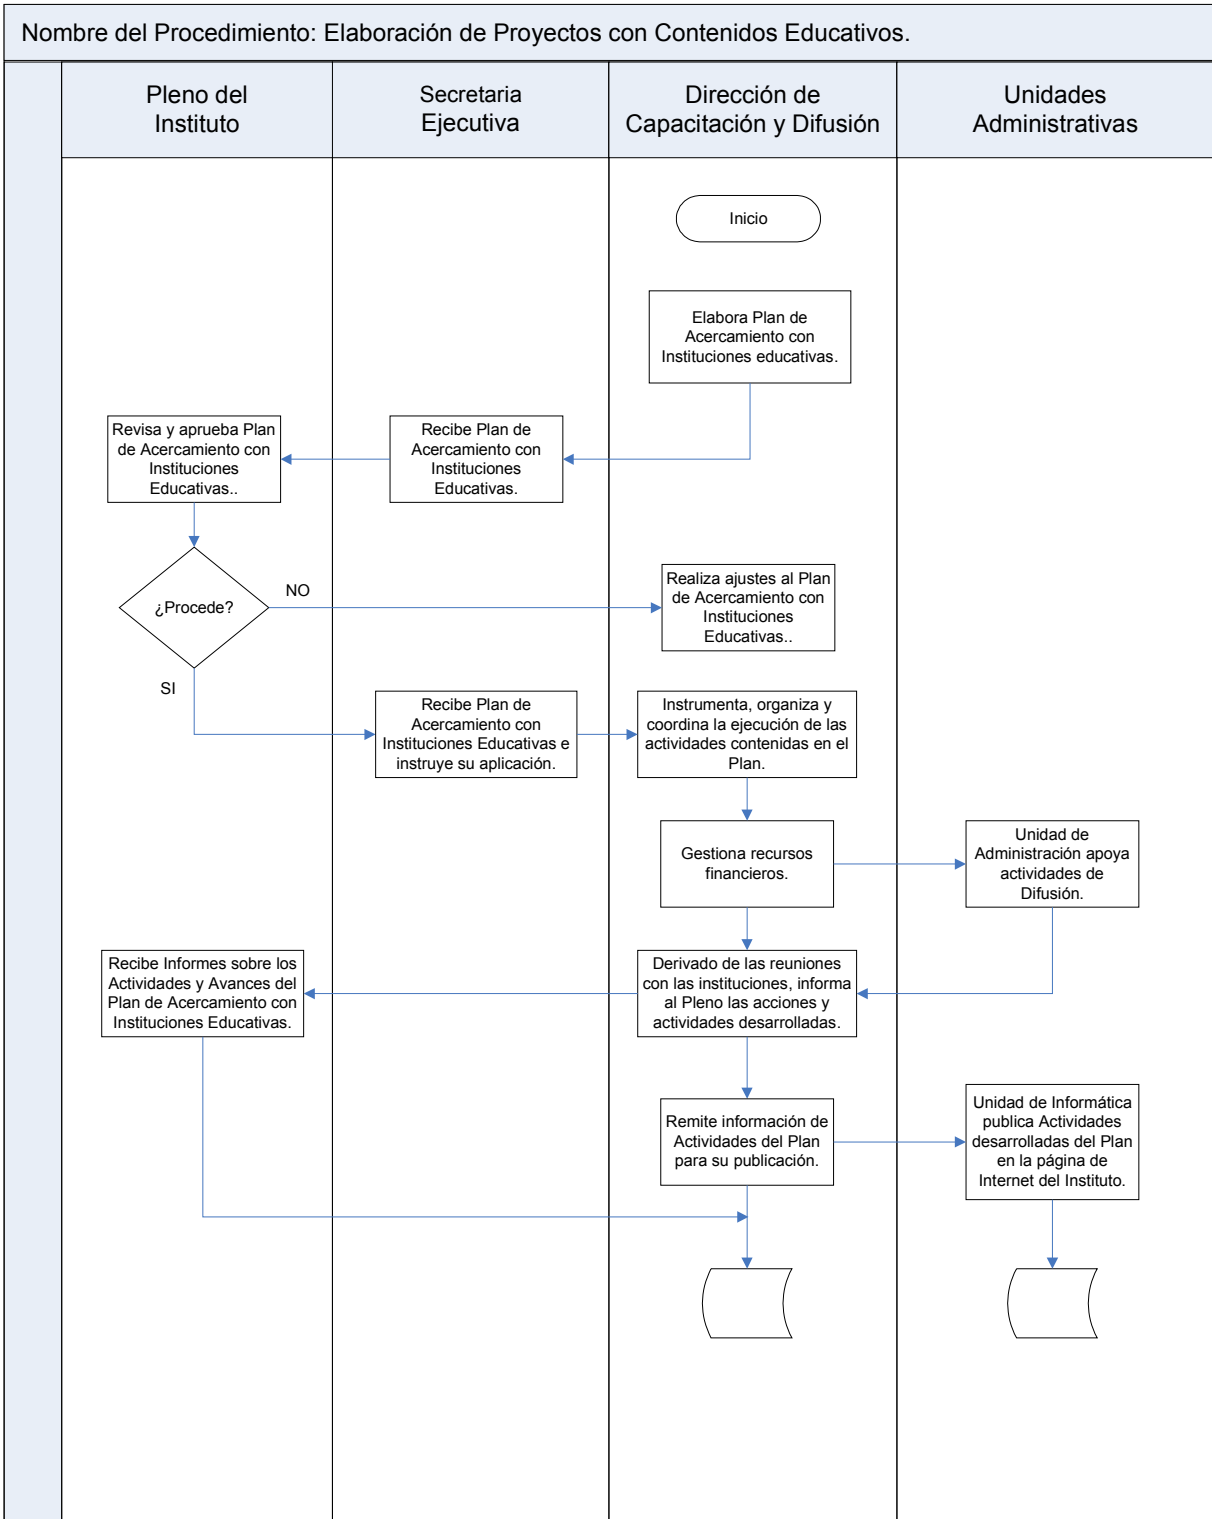 Nombre del Procedimiento: Elaboración de Proyectos con Contenidos Educativos.
Pleno del
Instituto
Secretaria
Ejecutiva
Dirección de
Capacitación y Difusión
Unidades
Administrativas
Inicio
Elabora Plan de
Acercamiento con
Instituciones educativas.
Revisa y aprueba Plan
de Acercamiento con
Instituciones
Educativas..
Recibe Plan de
Acercamiento con
Instituciones
Educativas.
¿Procede?
NO
Realiza ajustes al Plan
de Acercamiento con
Instituciones
Educativas..
SI
Recibe Plan de
Acercamiento con
Instituciones Educativas e
instruye su aplicación.
Instrumenta, organiza y
coordina la ejecución de las
actividades contenidas en el
Plan.
Gestiona recursos
financieros.
Unidad de
Administración apoya
actividades de
Difusión.
Recibe Informes sobre los
Actividades y Avances del
Plan de Acercamiento con
Instituciones Educativas.
Derivado de las reuniones
con las instituciones, informa
al Pleno las acciones y
actividades desarrolladas.
Remite información de
Actividades del Plan
para su publicación.
Unidad de Informática
publica Actividades
desarrolladas del Plan
en la página de
Internet del Instituto.